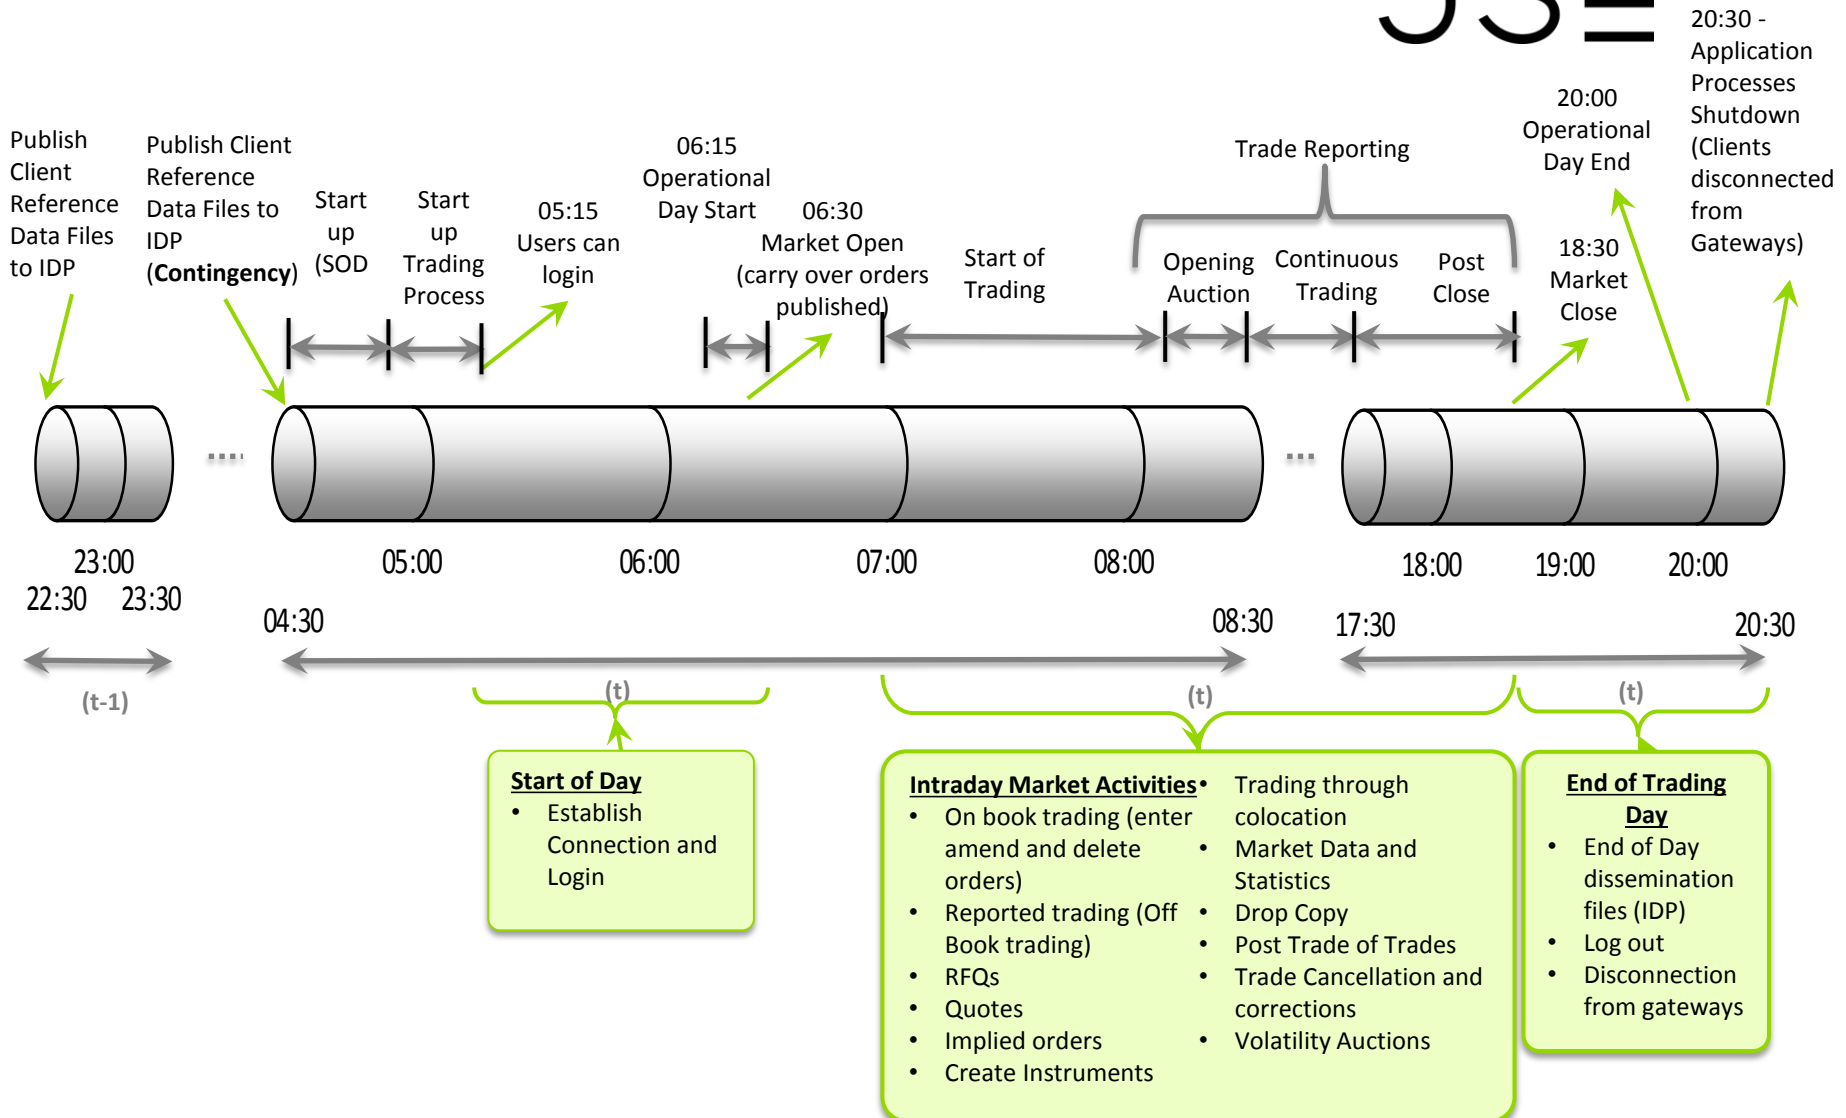 JSE
Publish
Client
Reference
Data Files
to IDP
Publish Client
Reference
Data Files to
IDP
(Contingency)
Start
up
(SOD
Start
up
Trading
Process
05:15
Users can
login
06:15
Operational
Day Start
06:30
Market Open
(carry over orders
published)
Start of
Trading
Trade Reporting
Opening
Auction
Continuous
Trading
Post
Close
20:00
Operational
Day End
18:30
Market
Close
20:30 -
Application
Processes
Shutdown
(Clients
disconnected
from
Gateways)
....
...
23:00
22:30 23:30
05:00
06:00
07:00
08:00
18:00
19:00
20:00
04:30
08:30
17:30
20:30
(t-1)
(t)
(t)
(t)
Start of Day
• Establish
Connection and
Login
Intraday Market Activities
• On book trading (enter
amend and delete
orders)
• Reported trading (Off
Book trading)
• RFQs
• Quotes
• Implied orders
• Create Instruments
• Trading through
colocation
• Market Data and
Statistics
• Drop Copy
• Post Trade of Trades
• Trade Cancellation and
corrections
• Volatility Auctions
End of Trading
Day
• End of Day
dissemination
files (IDP)
• Log out
• Disconnection
from gateways